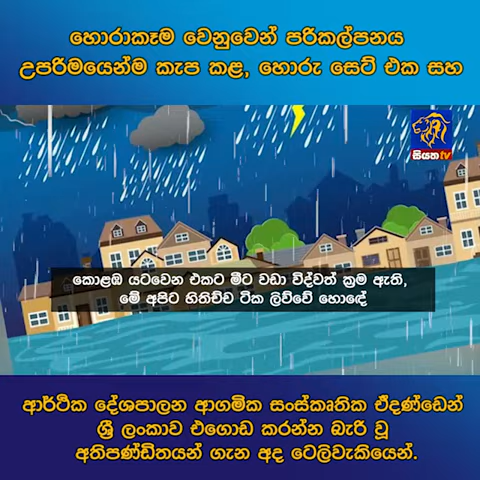 හොරාකෑම වෙනුවෙන් පරිකල්පනය
උපරිමයෙන්ම කැප කළ, හොරු සෙට් එක සහ
සියත tv
කොළඹ යටවෙන එකට මීට වඩා විද්වත් ක්‍රම ඇති,
මේ අපිට හිතිච්ච ටික ලිව්වේ හොඳේ
ආර්ථික දේශපාලන ආගමික සංස්කෘතික ඒදණ්ඩෙන්
ශ්‍රී ලංකාව එගොඩ කරන්න බැරි වූ
අතිපණ්ඩිතයන් ගැන අද ටෙලිවැකියෙන්.